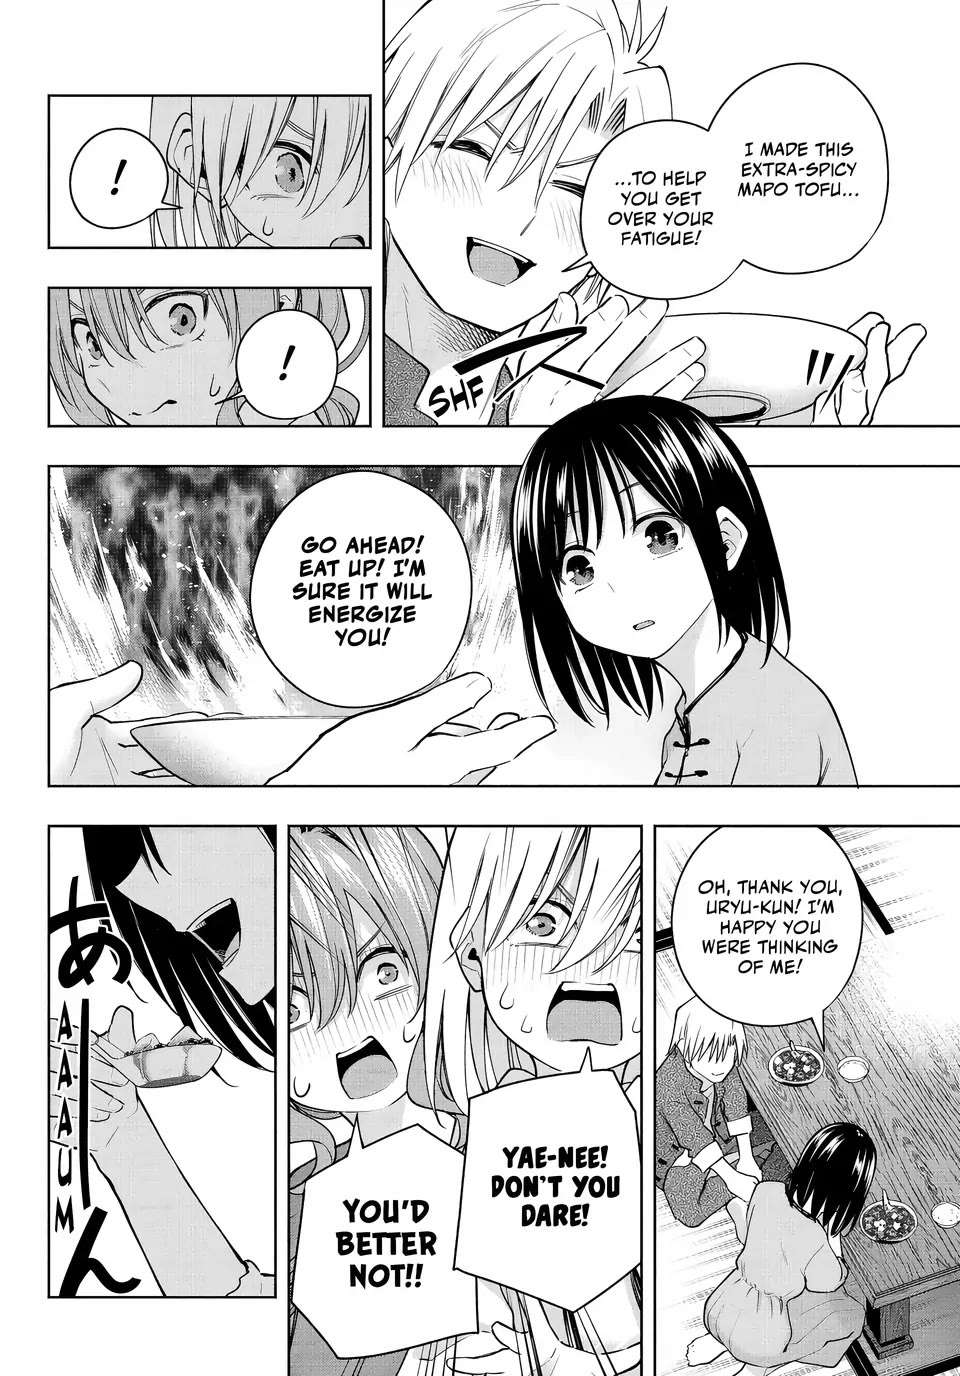 I MADE THIS
EXTRA-SPICY
MAPO TOFU...
...TO HELP
YOU GET
OVER YOUR
FATIGUE!
SHF
!
!
GO AHEAD!
EAT UP! I'M
SURE IT WILL
ENERGIZE
YOU!
OH, THANK YOU,
URYU-KUN! I'M
HAPPY YOU
WERE THINKING
OF ME!
YAE-NEE!
DON'T YOU
DARE!
YOU'D
BETTER
NOT!!
あーん
AAAUM